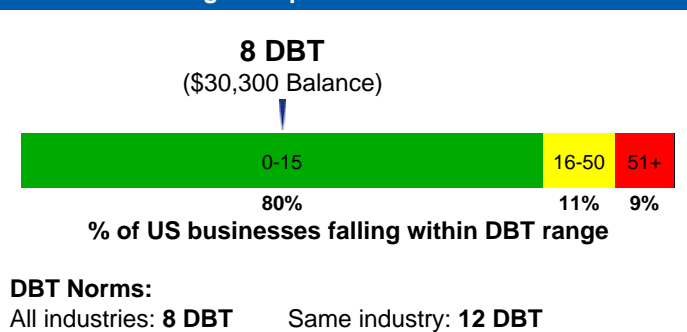 8 DBT
($30,300 Balance)
0-15 16-50 51+
80% 11% 9%
% of US businesses falling within DBT range
DBT Norms:
All industries: 8 DBT Same industry: 12 DBT